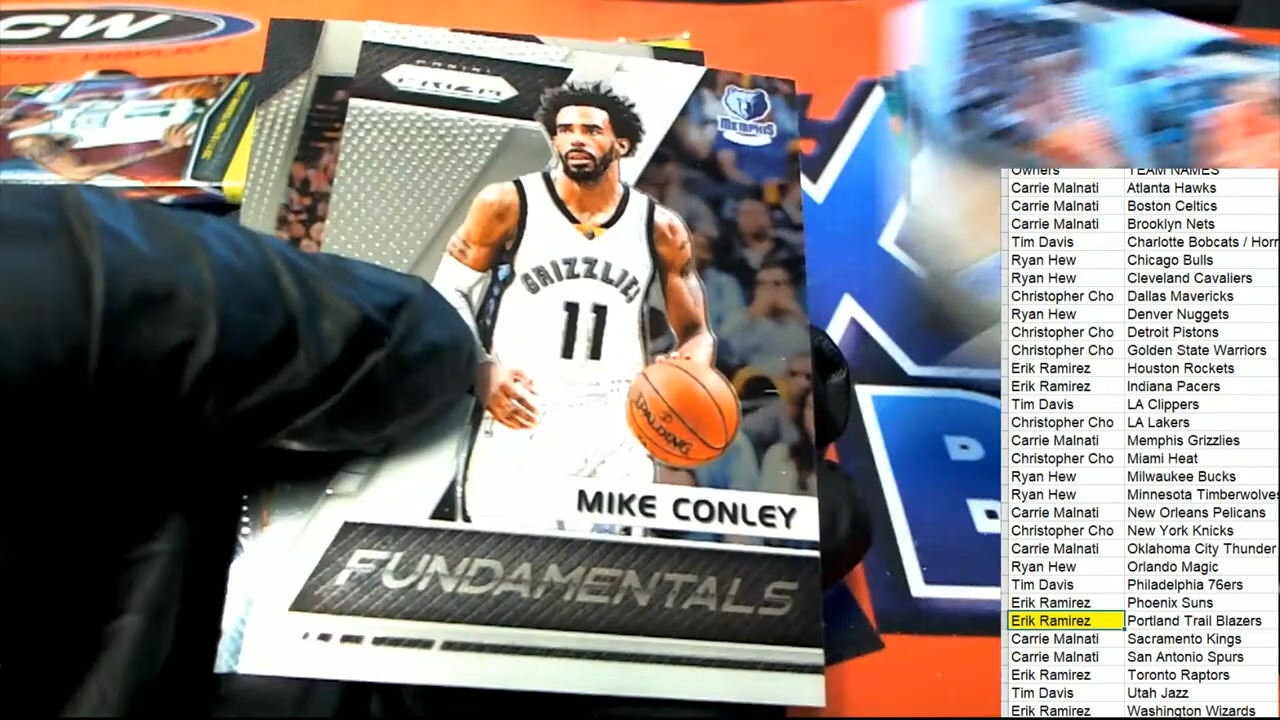 CW
PANINI
PRIZM
MEMPHIS
GRIZZLIES
11
SPALDING
MIKE CONLEY
FUNDAMENTALS
Owners TEAM NAMES
Carrie Malnati Atlanta Hawks
Carrie Malnati Boston Celtics
Carrie Malnati Brooklyn Nets
Tim Davis Charlotte Bobcats / Horn
Ryan Hew Chicago Bulls
Ryan Hew Cleveland Cavaliers
Christopher Cho Dallas Mavericks
Ryan Hew Denver Nuggets
Christopher Cho Detroit Pistons
Christopher Cho Golden State Warriors
Erik Ramirez Houston Rockets
Erik Ramirez Indiana Pacers
Tim Davis LA Clippers
Christopher Cho LA Lakers
Carrie Malnati Memphis Grizzlies
Christopher Cho Miami Heat
Ryan Hew Milwaukee Bucks
Ryan Hew Minnesota Timberwolves
Carrie Malnati New Orleans Pelicans
Christopher Cho New York Knicks
Carrie Malnati Oklahoma City Thunder
Ryan Hew Orlando Magic
Tim Davis Philadelphia 76ers
Erik Ramirez Phoenix Suns
Erik Ramirez Portland Trail Blazers
Carrie Malnati Sacramento Kings
Carrie Malnati San Antonio Spurs
Erik Ramirez Toronto Raptors
Tim Davis Utah Jazz
Erik Ramirez Washington Wizards